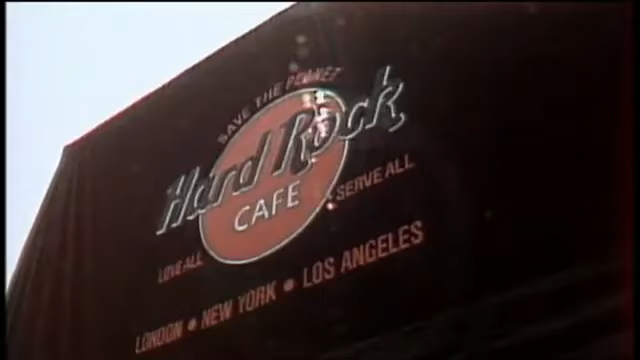 SAVE THE PLANET
Hard Rock
CAFE
LOVE ALL
SERVE ALL
LONDON • NEW YORK • LOS ANGELES